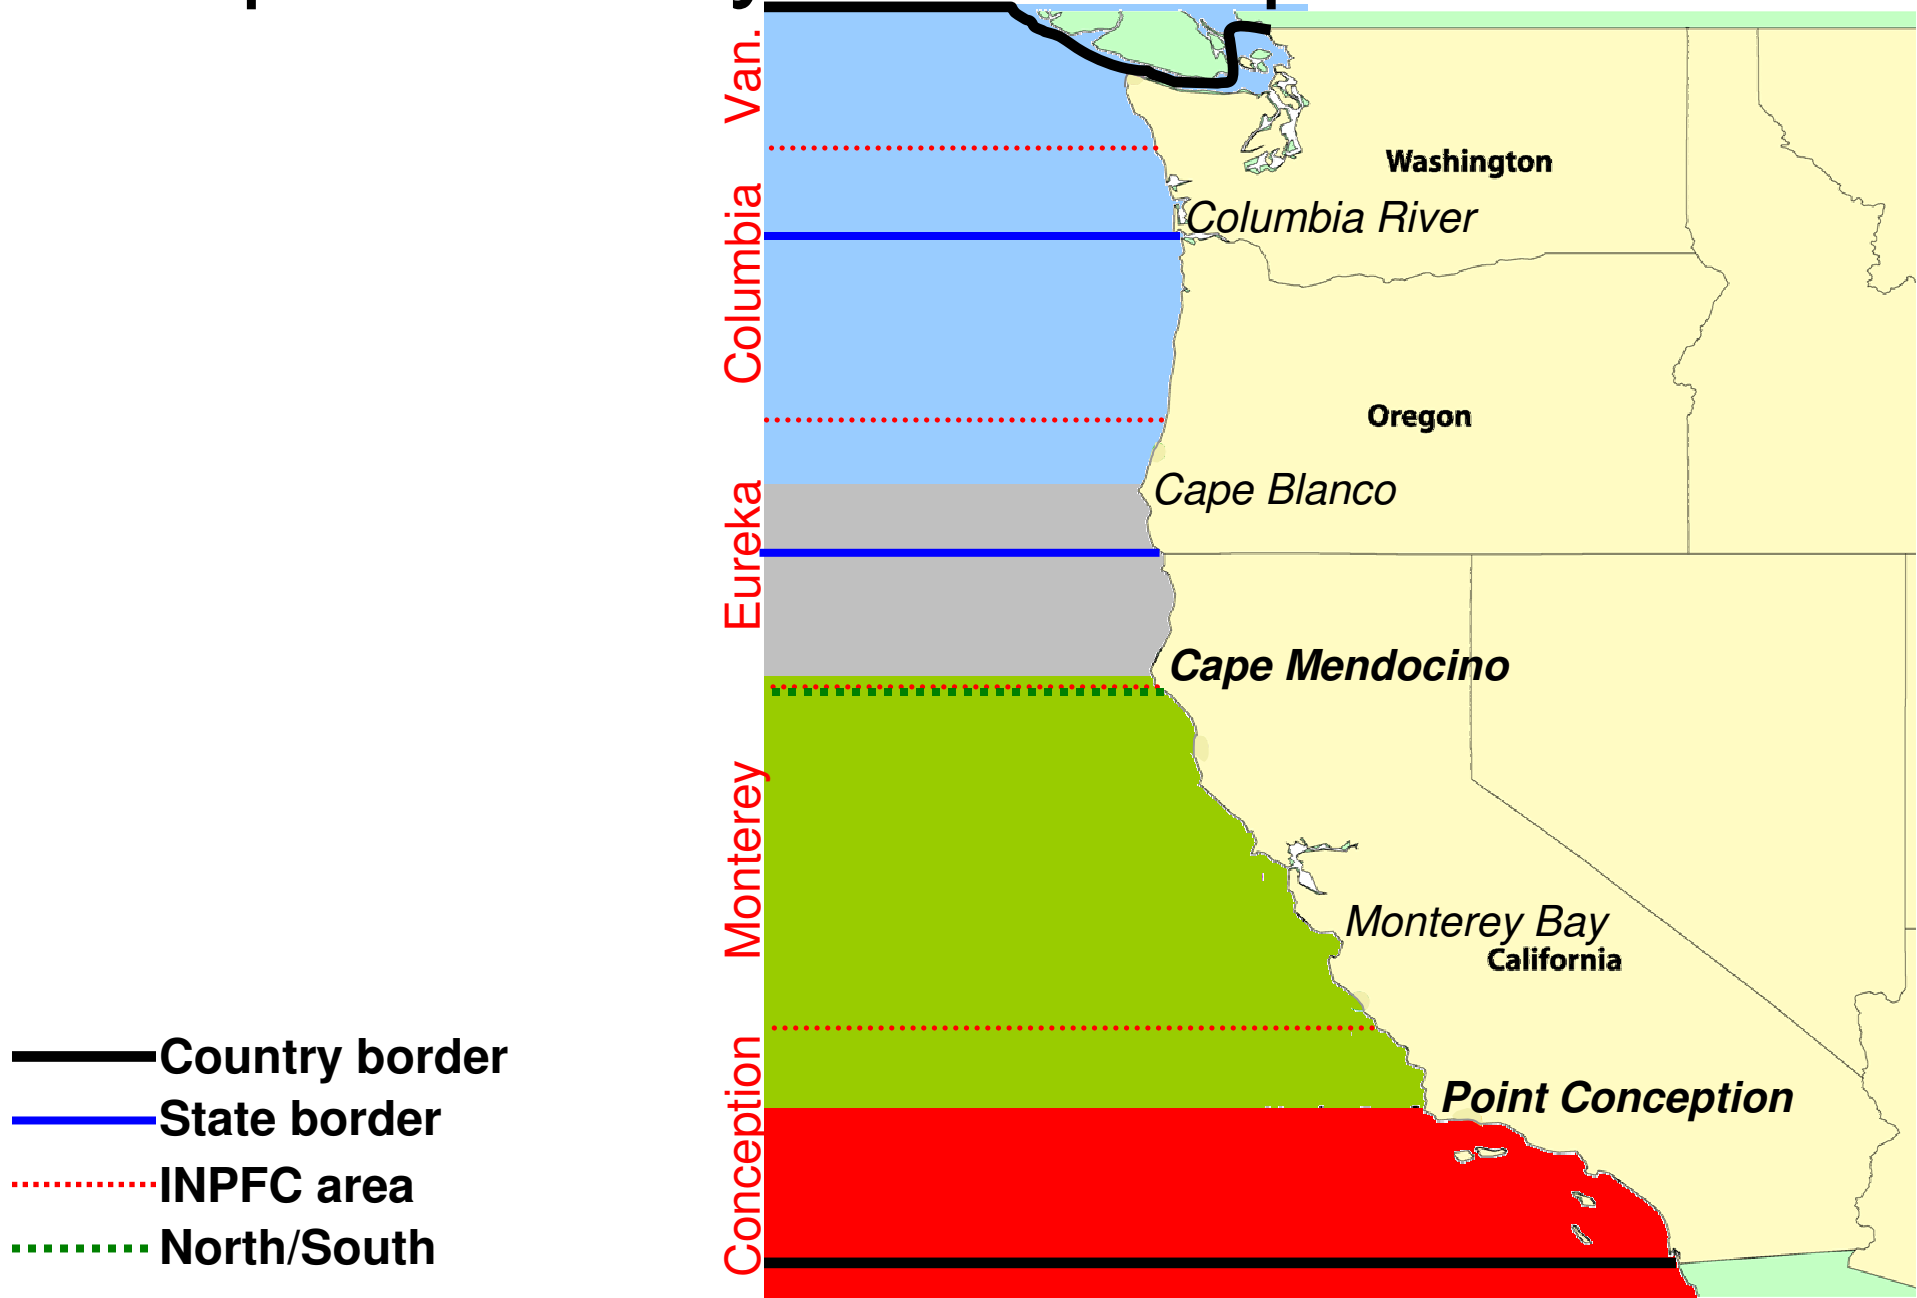 Van.
Washington
Columbia River
Columbia
Oregon
Cape Blanco
Eureka
Cape Mendocino
Monterey
Monterey Bay
California
Conception
Point Conception
Country border
State border
INPFC area
North/South